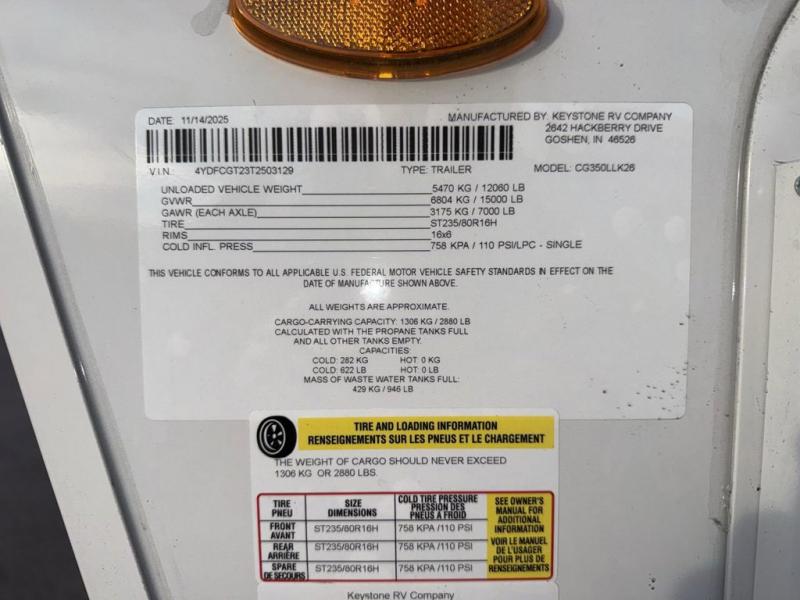 DATE: 11/14/2025
MANUFACTURED BY: KEYSTONE RV COMPANY
2642 HACKBERRY DRIVE
GOSHEN, IN 46526
V.I.N.: 4YDFCGT23T2503129 TYPE: TRAILER MODEL: CG350LLK26
UNLOADED VEHICLE WEIGHT 5470 KG / 12060 LB
GVWR 6804 KG / 15000 LB
GAWR (EACH AXLE) 3175 KG / 7000 LB
TIRE ST235/80R16H
RIMS 16x6
COLD INFL. PRESS 758 KPA / 110 PSI/LPC - SINGLE
THIS VEHICLE CONFORMS TO ALL APPLICABLE U.S. FEDERAL MOTOR VEHICLE SAFETY STANDARDS IN EFFECT ON THE
DATE OF MANUFACTURE SHOWN ABOVE.
ALL WEIGHTS ARE APPROXIMATE.
CARGO-CARRYING CAPACITY: 1306 KG / 2880 LB
CALCULATED WITH THE PROPANE TANKS FULL
AND ALL OTHER TANKS EMPTY.
CAPACITIES:
COLD: 282 KG HOT: 0 KG
COLD: 622 LB HOT: 0 LB
MASS OF WASTE WATER TANKS FULL:
429 KG / 946 LB
TIRE AND LOADING INFORMATION
RENSEIGNEMENTS SUR LES PNEUS ET LE CHARGEMENT
THE WEIGHT OF CARGO SHOULD NEVER EXCEED
1306 KG OR 2880 LBS.
TIRE
PNEU
SIZE
DIMENSIONS
COLD TIRE PRESSURE
PRESSION DES
PNEUS A FROID
FRONT
AVANT
ST235/80R16H 758 KPA /110 PSI
REAR
ARRIÈRE
ST235/80R16H 758 KPA /110 PSI
SPARE
DE SECOURS
ST235/80R16H 758 KPA /110 PSI
SEE OWNER'S
MANUAL FOR
ADDITIONAL
INFORMATION
VOIR LE MANUEL
DE L'USAGER
POUR PLUS DE
RENSEIGNEMENTS
Keystone RV Company